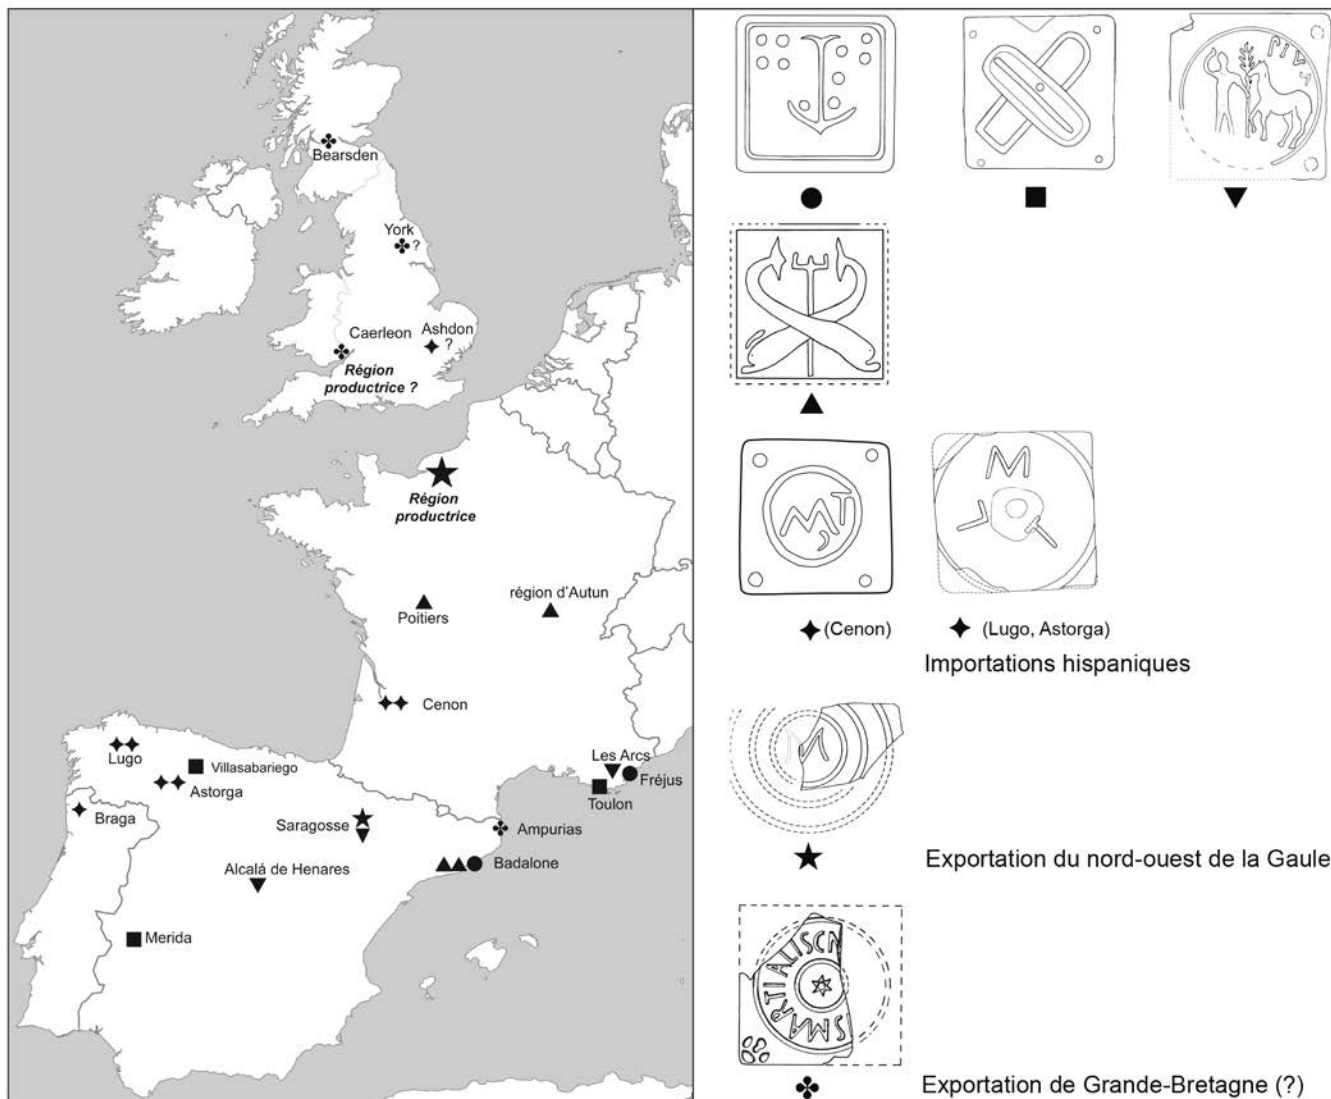 Bearsden
York
?
Caerleon
Ashdon
?
Région
productrice ?
Région
productrice
Poitiers
région d'Autun
Cenon
Lugo
Villasabariego
Astorga
Braga
Les Arcs
Fréjus
Toulon
Saragosse
Ampurias
Badalone
Alcalá de Henares
Merida
(Cenon)
(Lugo, Astorga)
Importations hispaniques
Exportation du nord-ouest de la Gaule
SMARTIALISCN
Exportation de Grande-Bretagne (?)